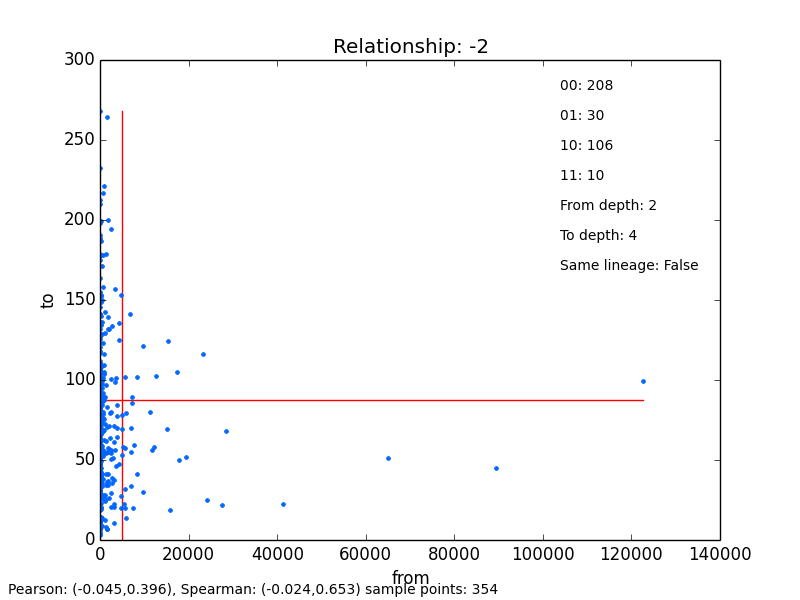 Relationship: -2
300
250
200
150
100
50
0
to
00: 208
01: 30
10: 106
11: 10
From depth: 2
To depth: 4
Same lineage: False
0 20000 40000 60000 80000 100000 120000 140000
from
Pearson: (-0.045,0.396), Spearman: (-0.024,0.653) sample points: 354